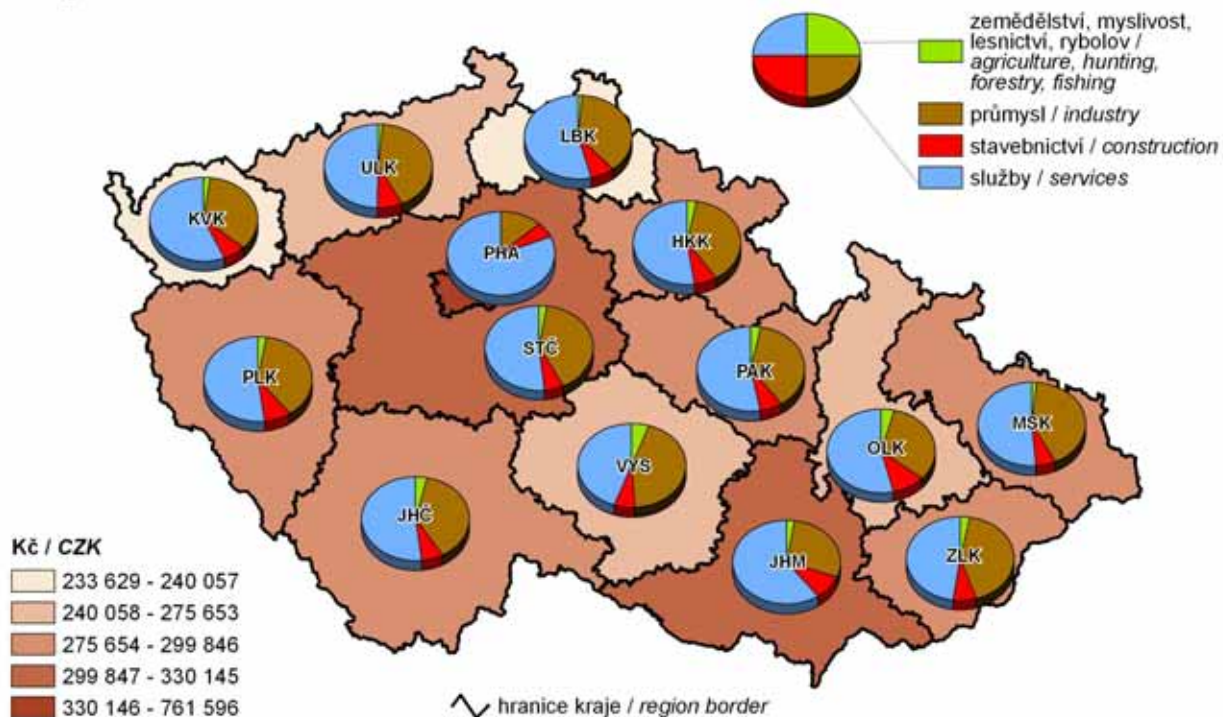 zemědělství, myslivost,
lesnictví, rybolov /
agriculture, hunting,
forestry, fishing
průmysl / industry
stavebnictví / construction
služby / services
LBK
ULK
KVK
HKK
PHA
STČ
PLK
PAK
MSK
OLK
VYS
JHČ
ZLK
JHM
Kč / CZK
233 629 - 240 057
240 058 - 275 653
275 654 - 299 846
299 847 - 330 145
330 146 - 761 596
hranice kraje / region border